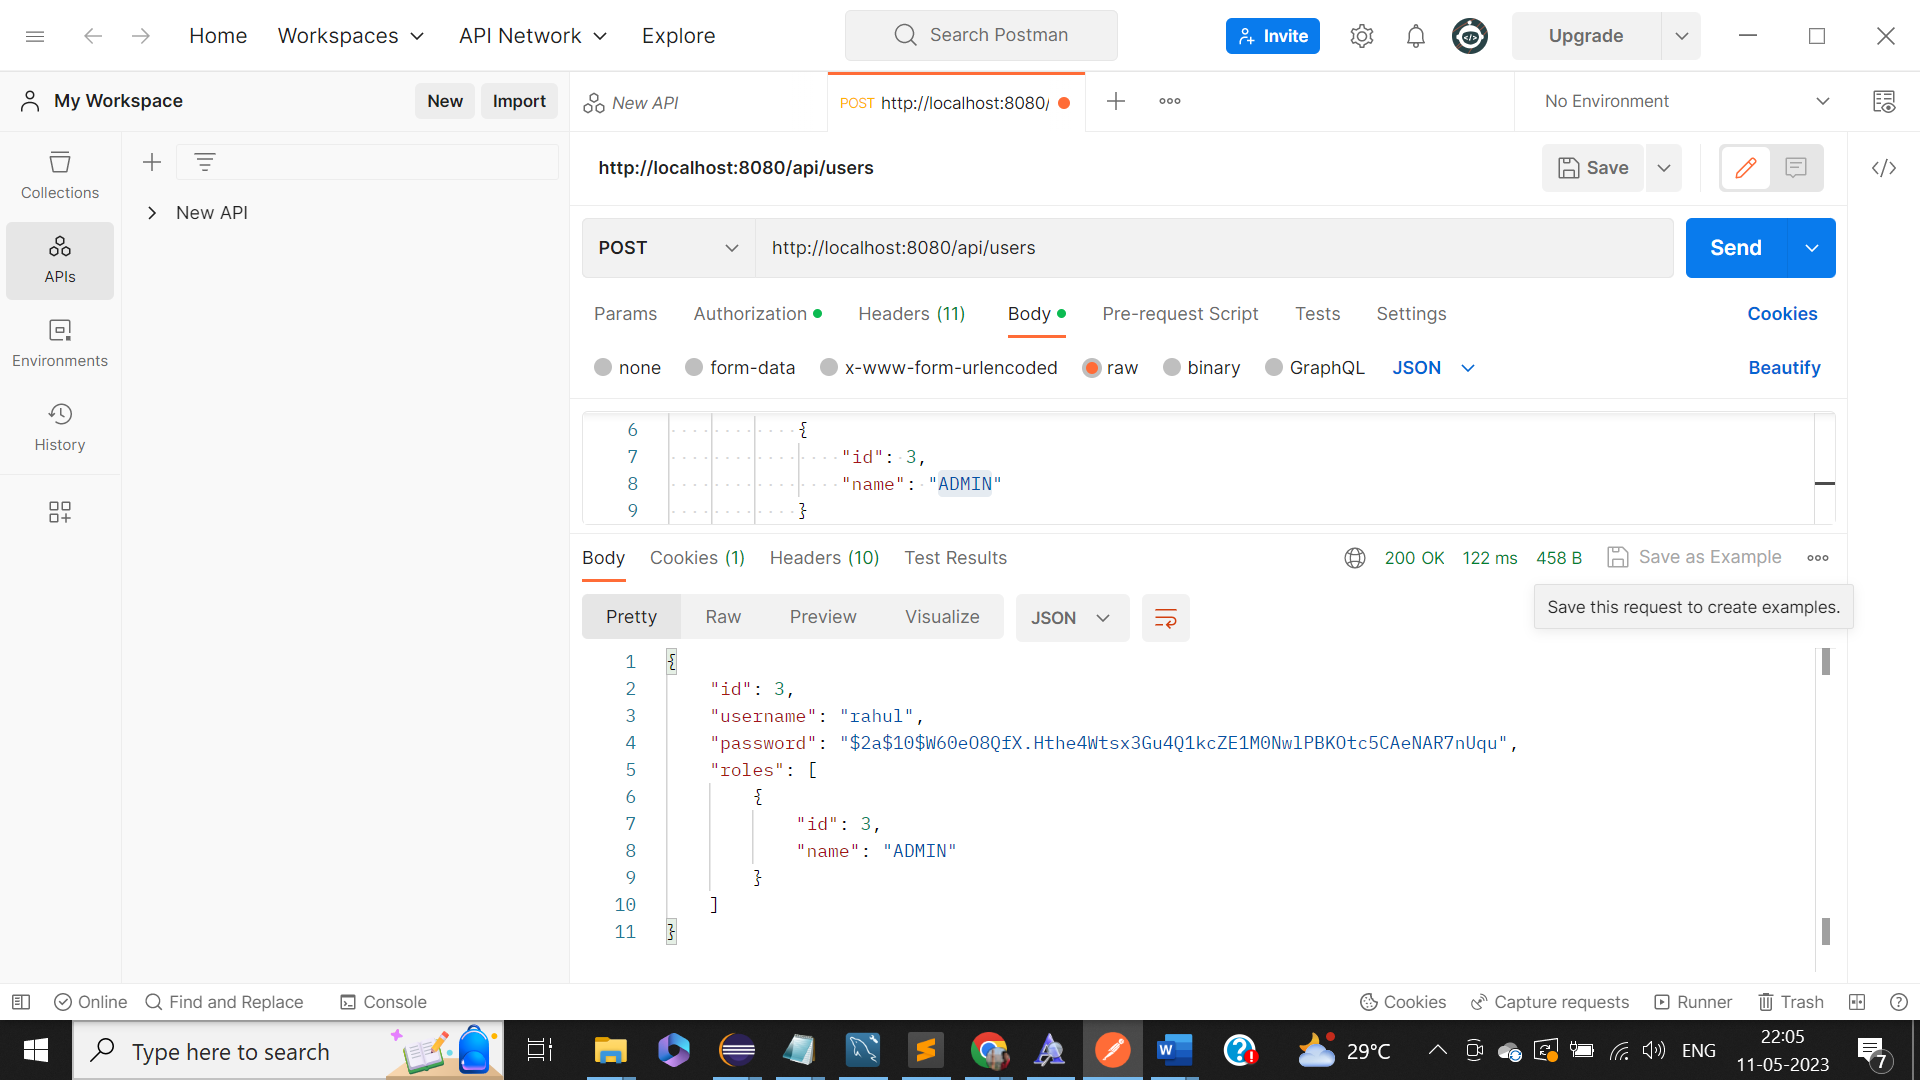 Home Workspaces API Network Explore Search Postman Invite Upgrade
My Workspace New Import New API POST http://localhost:8080/ No Environment
http://localhost:8080/api/users Save
Collections
New API
POST http://localhost:8080/api/users Send
APIs
Params Authorization Headers (11) Body Pre-request Script Tests Settings Cookies
Environments
none form-data x-www-form-urlencoded raw binary GraphQL JSON Beautify
History
6 {
7 "id": 3,
8 "name": "ADMIN"
9 }
Body Cookies (1) Headers (10) Test Results 200 OK 122 ms 458 B Save as Example
Save this request to create examples.
Pretty Raw Preview Visualize JSON
1 {
2 "id": 3,
3 "username": "rahul",
4 "password": "$2a$10$W60eO8QfX.Hthe4Wtsx3Gu4Q1kcZE1M0NwlPBKOtc5CAeNAR7nUqu",
5 "roles": [
6 {
7 "id": 3,
8 "name": "ADMIN"
9 }
10 ]
11 }
Online Find and Replace Console Cookies Capture requests Runner Trash
Type here to search 29°C ENG 22:05
11-05-2023 7